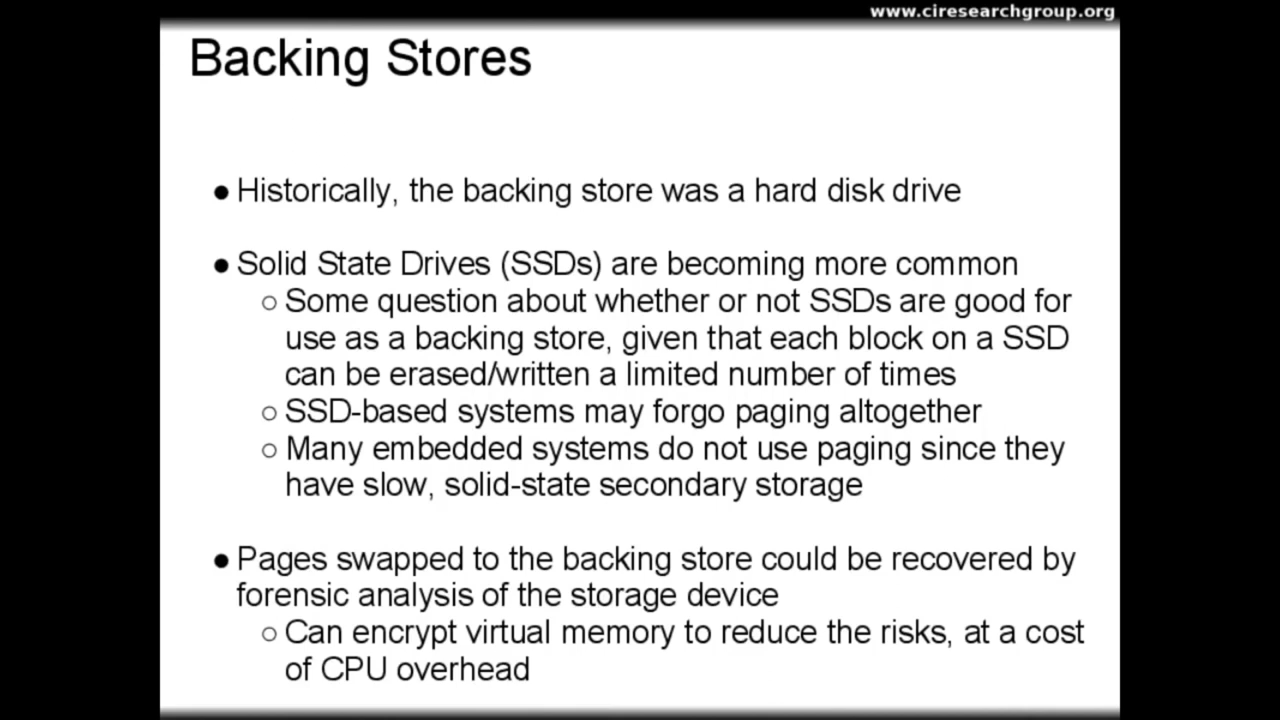 www.ciresearchgroup.org
Backing Stores
● Historically, the backing store was a hard disk drive
● Solid State Drives (SSDs) are becoming more common
○ Some question about whether or not SSDs are good for
use as a backing store, given that each block on a SSD
can be erased/written a limited number of times
○ SSD-based systems may forgo paging altogether
○ Many embedded systems do not use paging since they
have slow, solid-state secondary storage
● Pages swapped to the backing store could be recovered by
forensic analysis of the storage device
○ Can encrypt virtual memory to reduce the risks, at a cost
of CPU overhead